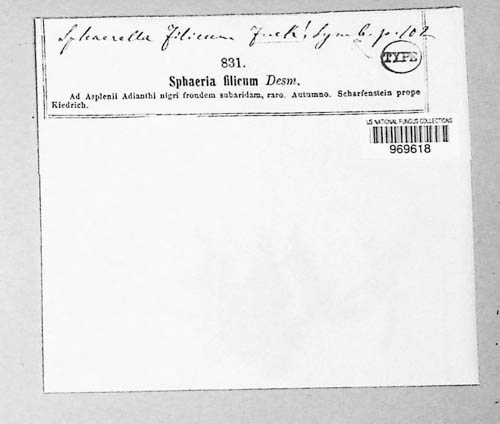 Sphaerella filicum Fuck! Symb. p. 102
TYPE
831.
Sphaeria filicum Desm.
Ad Asplenii Adianthi nigri frondem subaridam, raro. Autumno. Scharfenstein prope
Kiedrich.
US NATIONAL FUNGUS COLLECTIONS
969618